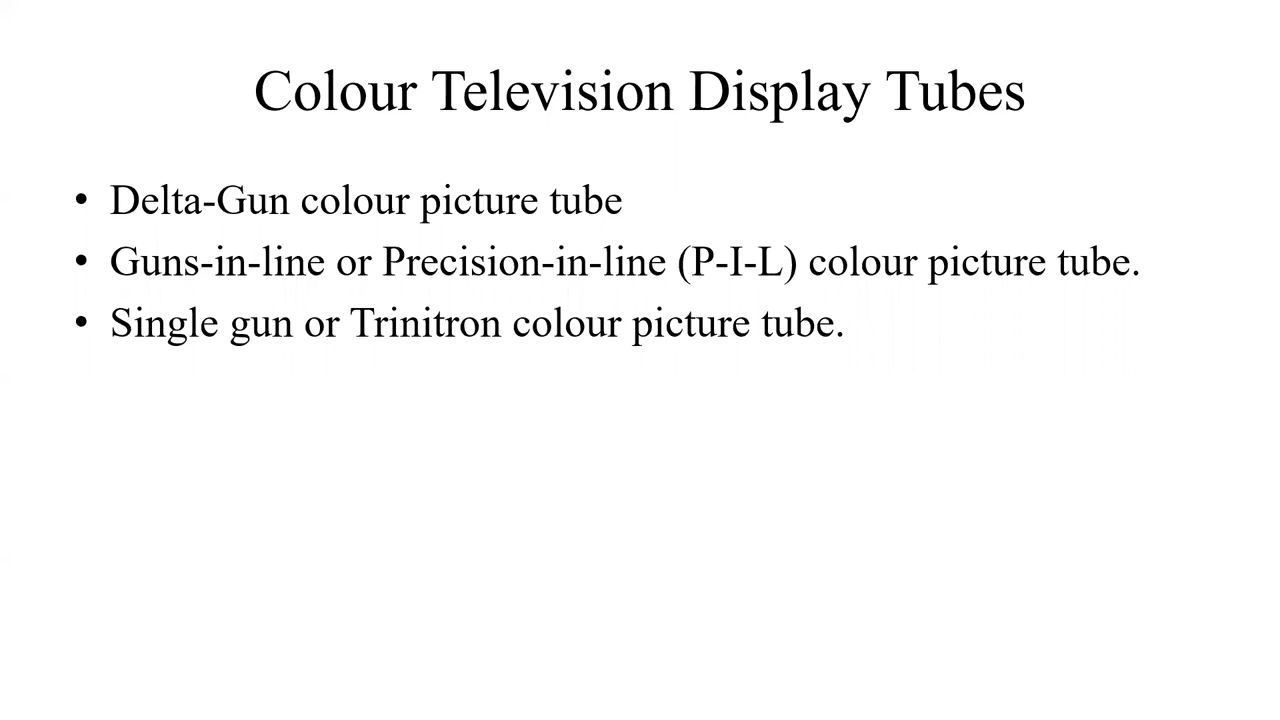 Colour Television Display Tubes
• Delta-Gun colour picture tube
• Guns-in-line or Precision-in-line (P-I-L) colour picture tube.
• Single gun or Trinitron colour picture tube.